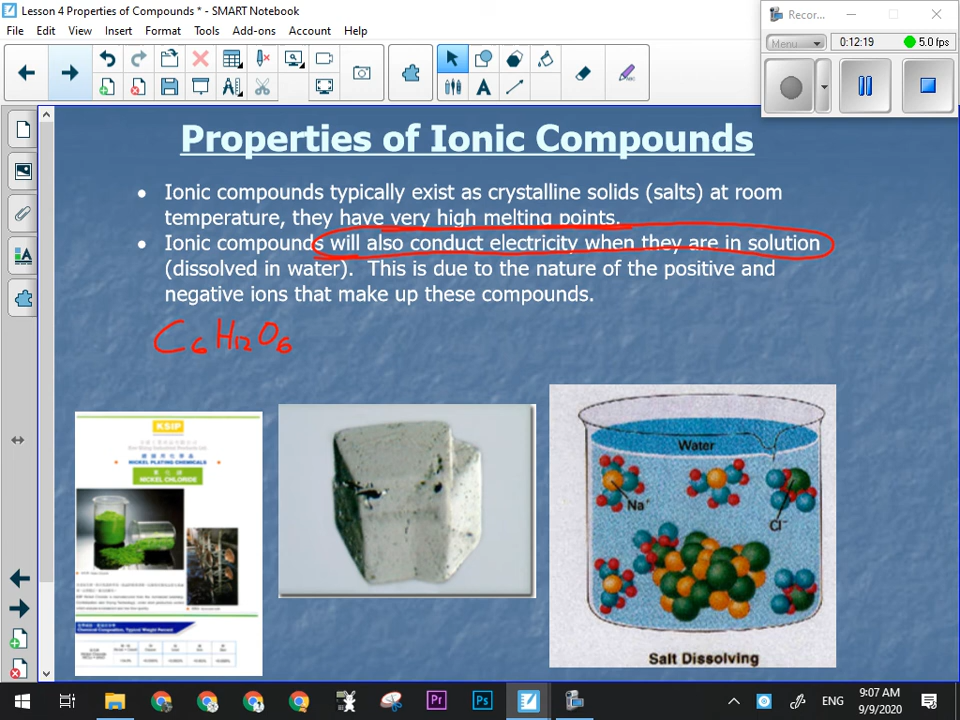 Lesson 4 Properties of Compounds * - SMART Notebook
File Edit View Insert Format Tools Add-ons Account Help
Recor...
Menu
0:12:19
5.0 fps
Properties of Ionic Compounds
• Ionic compounds typically exist as crystalline solids (salts) at room
temperature, they have very high melting points.
• Ionic compounds will also conduct electricity when they are in solution
(dissolved in water). This is due to the nature of the positive and
negative ions that make up these compounds.
C6H12O6
KSIP
NICKEL PLATING CHEMICALS
NICKEL CHLORIDE
Water
Na+
Cl-
Salt Dissolving
ENG
9:07 AM
9/9/2020